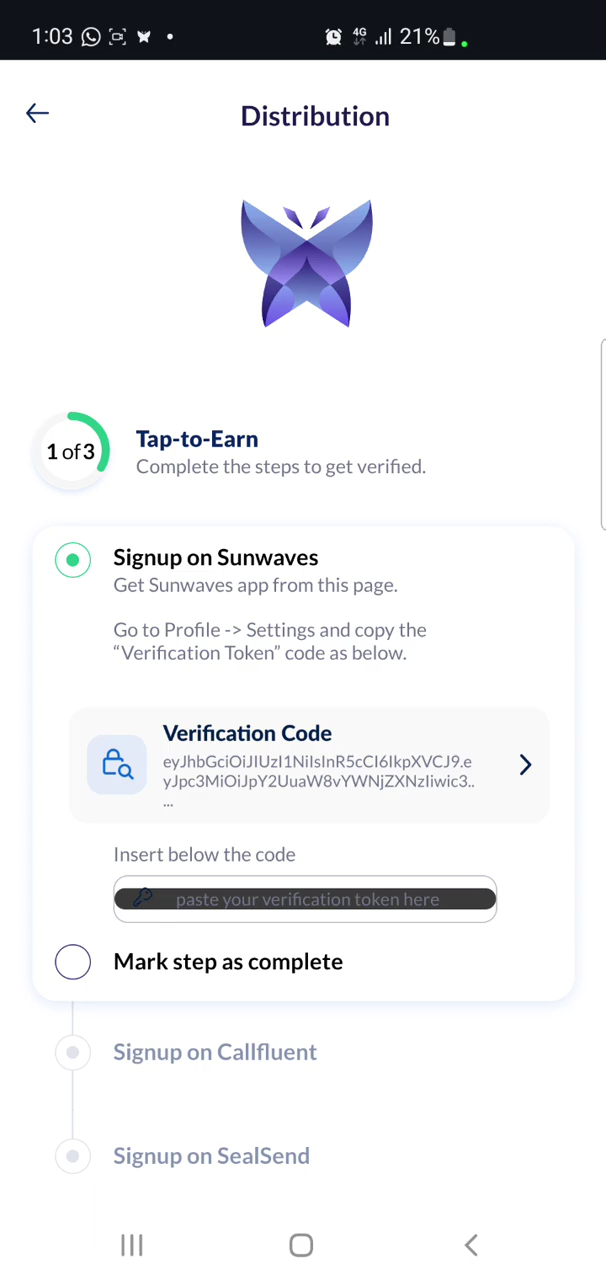 1:03
4G
21%
Distribution
1 of 3
Tap-to-Earn
Complete the steps to get verified.
Signup on Sunwaves
Get Sunwaves app from this page.
Go to Profile -> Settings and copy the
“Verification Token” code as below.
Verification Code
eyJhbGciOiJIUzI1NiIsInR5cCI6IkpXVCJ9.e
yJpc3MiOiJpY2UuaW8vYWNjZXNzIiwic3..
...
Insert below the code
paste your verification token here
Mark step as complete
Signup on Callfluent
Signup on SealSend